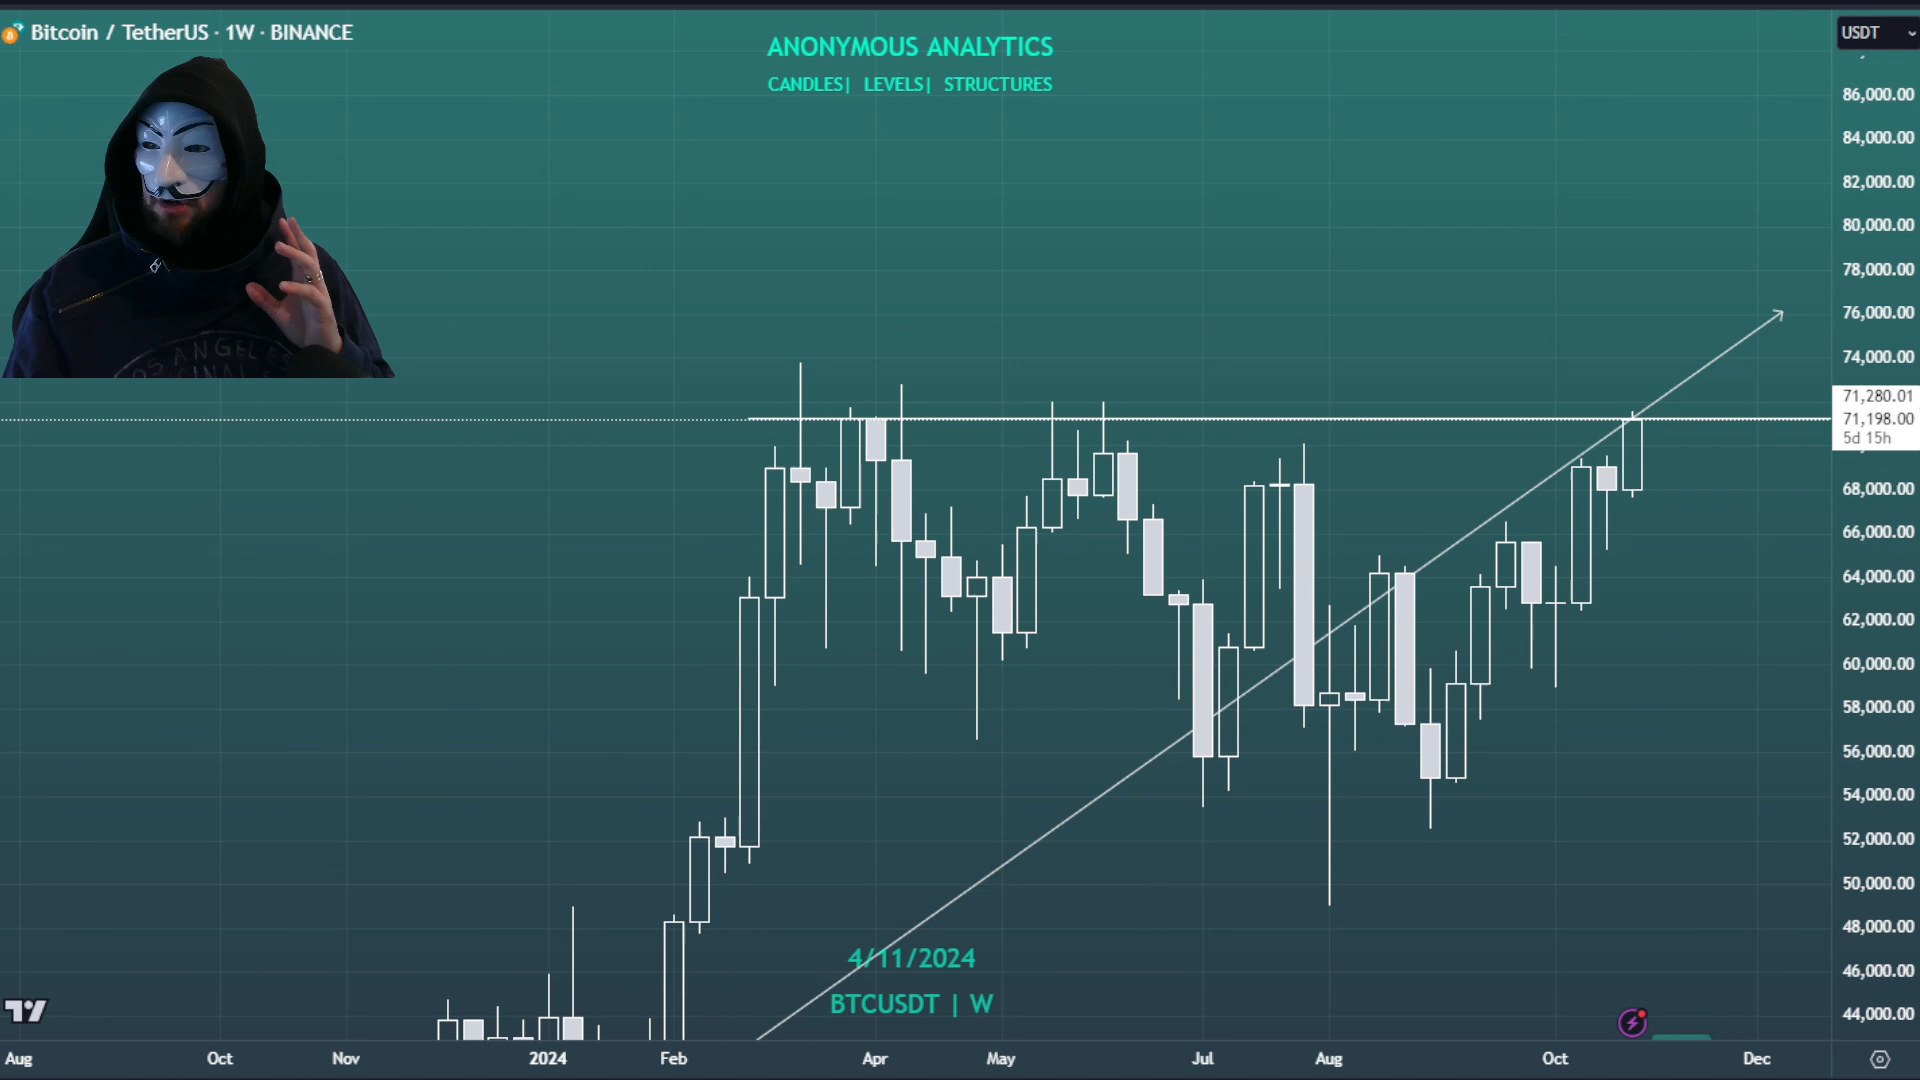 Bitcoin / TetherUS · 1W · BINANCE
ANONYMOUS ANALYTICS
CANDLES| LEVELS| STRUCTURES
USDT
86,000.00
84,000.00
82,000.00
80,000.00
78,000.00
76,000.00
74,000.00
71,280.01
71,198.00
5d 15h
68,000.00
66,000.00
64,000.00
62,000.00
60,000.00
58,000.00
56,000.00
54,000.00
52,000.00
50,000.00
48,000.00
46,000.00
44,000.00
ANGELES
4/11/2024
BTCUSDT | W
Aug Oct Nov 2024 Feb Apr May Jul Aug Oct Dec